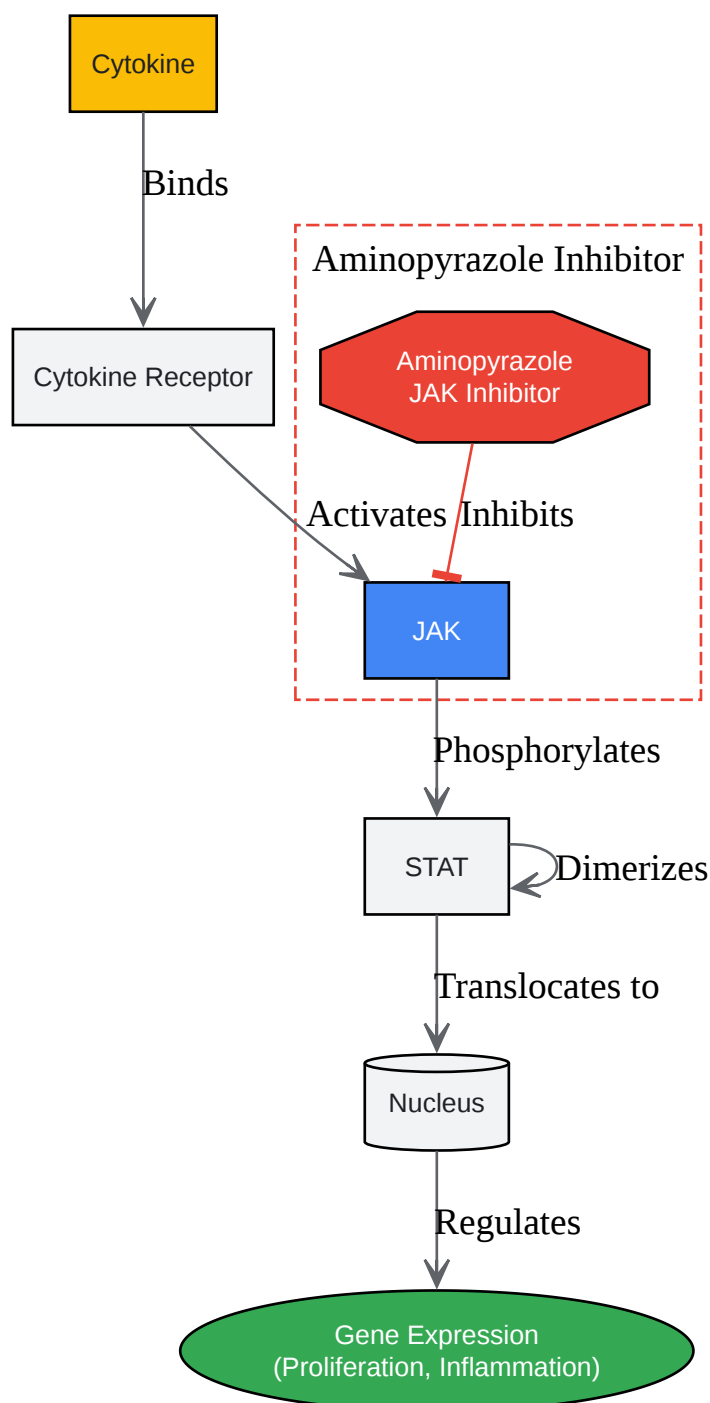 Cytokine
Binds
Aminopyrazole Inhibitor
Cytokine Receptor
Aminopyrazole
JAK Inhibitor
Activates
Inhibits
JAK
Phosphorylates
STAT
Dimerizes
Translocates to
Nucleus
Regulates
Gene Expression
(Proliferation, Inflammation)